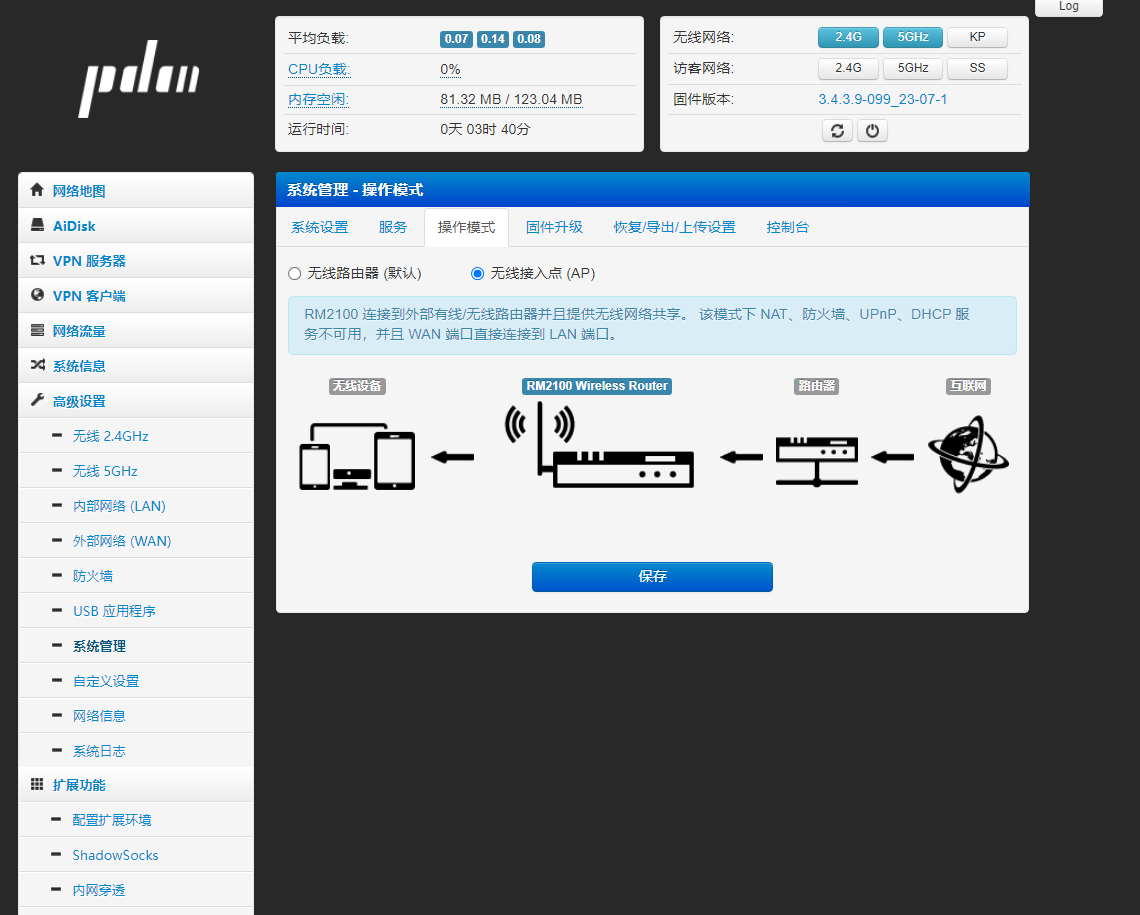 Log
pdcn
平均负载: 0.07 0.14 0.08
CPU负载: 0%
内存空闲: 81.32 MB / 123.04 MB
运行时间: 0天 03时 40分
无线网络: 2.4G 5GHz KP
访客网络: 2.4G 5GHz SS
固件版本: 3.4.3.9-099_23-07-1
网络地图
AiDisk
VPN 服务器
VPN 客户端
网络流量
系统信息
高级设置
无线 2.4GHz
无线 5GHz
内部网络 (LAN)
外部网络 (WAN)
防火墙
USB 应用程序
系统管理
自定义设置
网络信息
系统日志
扩展功能
配置扩展环境
ShadowSocks
内网穿透
系统管理 - 操作模式
系统设置 服务 操作模式 固件升级 恢复/导出/上传设置 控制台
无线路由器 (默认) 无线接入点 (AP)
RM2100 连接到外部有线/无线路由器并且提供无线网络共享。 该模式下 NAT、防火墙、UPnP、DHCP 服
务不可用，并且 WAN 端口直接连接到 LAN 端口。
无线设备 RM2100 Wireless Router 路由器 互联网
保存